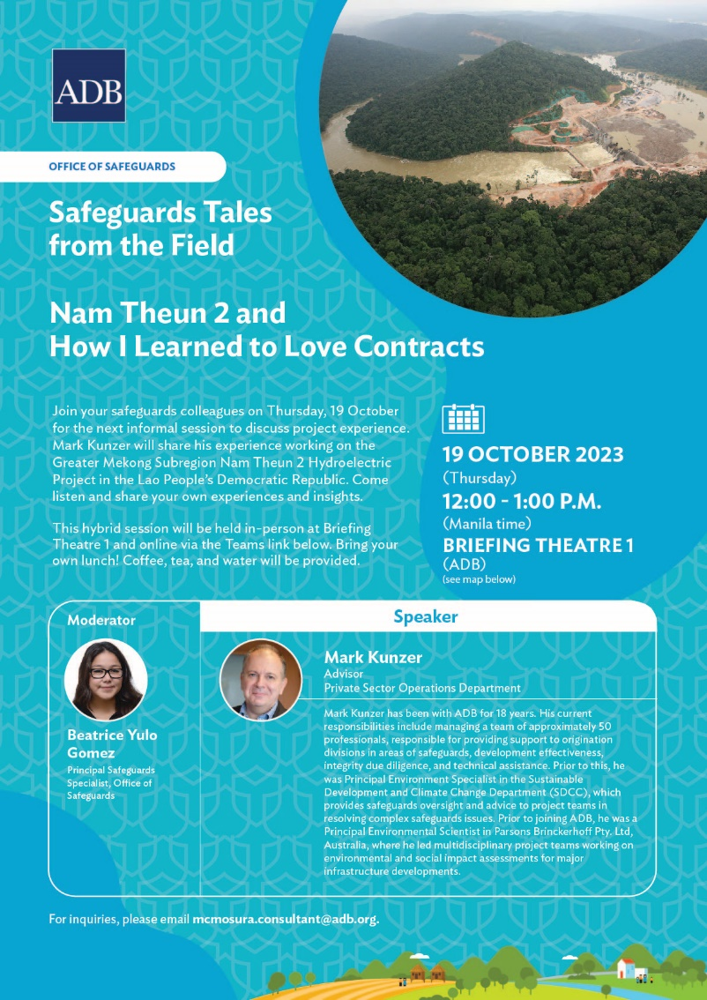 ADB
OFFICE OF SAFEGUARDS
Safeguards Tales
from the Field
Nam Theun 2 and
How I Learned to Love Contracts
Join your safeguards colleagues on Thursday, 19 October
for the next informal session to discuss project experience.
Mark Kunzer will share his experience working on the
Greater Mekong Subregion Nam Theun 2 Hydroelectric
Project in the Lao People's Democratic Republic. Come
listen and share your own experiences and insights.
This hybrid session will be held in-person at Briefing
Theatre 1 and online via the Teams link below. Bring your
own lunch! Coffee, tea, and water will be provided.
19 OCTOBER 2023
(Thursday)
12:00 - 1:00 P.M.
(Manila time)
BRIEFING THEATRE 1
(ADB)
(see map below)
Moderator
Beatrice Yulo
Gomez
Principal Safeguards
Specialist, Office of
Safeguards
Speaker
Mark Kunzer
Advisor
Private Sector Operations Department
Mark Kunzer has been with ADB for 18 years. His current
responsibilities include managing a team of approximately 50
professionals, responsible for providing support to origination
divisions in areas of safeguards, development effectiveness,
integrity due diligence, and technical assistance. Prior to this, he
was Principal Environment Specialist in the Sustainable
Development and Climate Change Department (SDCC), which
provides safeguards oversight and advice to project teams in
resolving complex safeguards issues. Prior to joining ADB, he was a
Principal Environmental Scientist in Parsons Brinckerhoff Pty. Ltd,
Australia, where he led multidisciplinary project teams working on
environmental and social impact assessments for major
infrastructure developments.
For inquiries, please email mcmosura.consultant@adb.org.